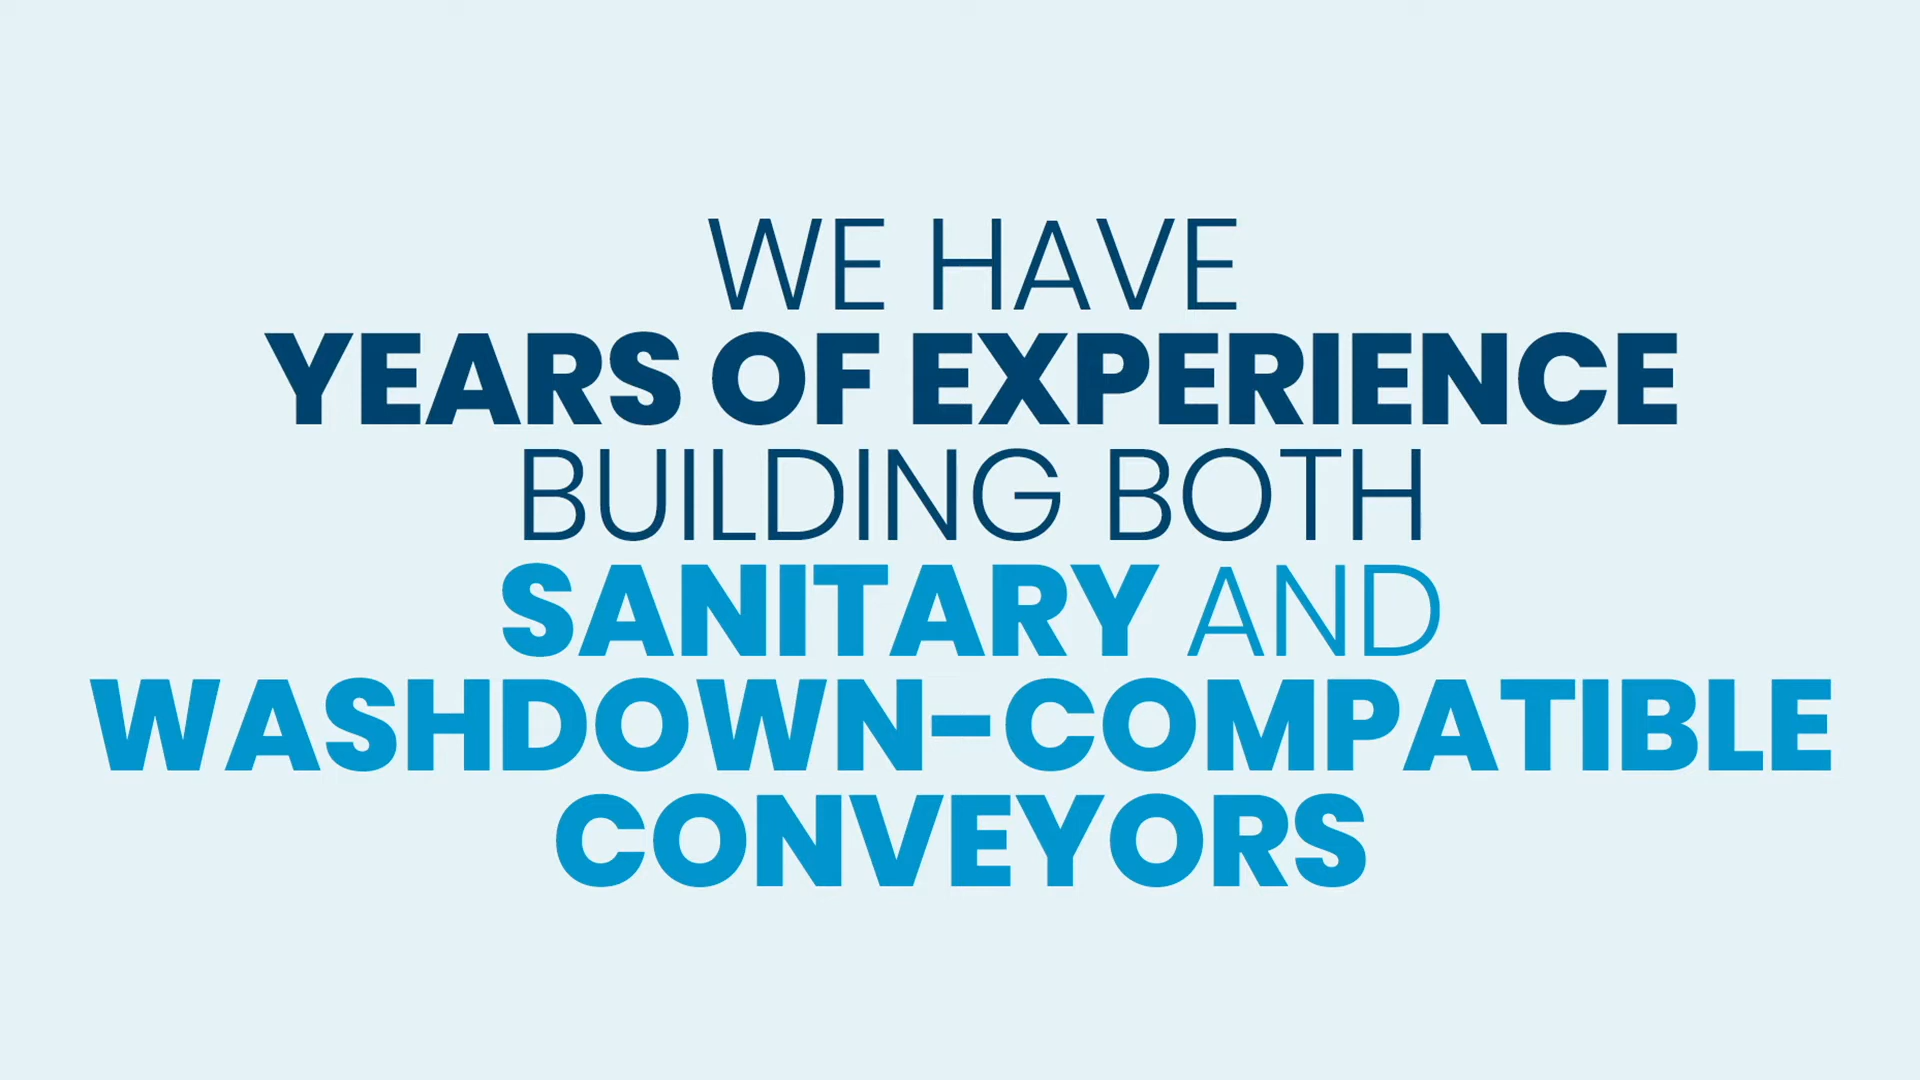 WE HAVE
YEARS OF EXPERIENCE
BUILDING BOTH
SANITARY AND
WASHDOWN-COMPATIBLE
CONVEYORS